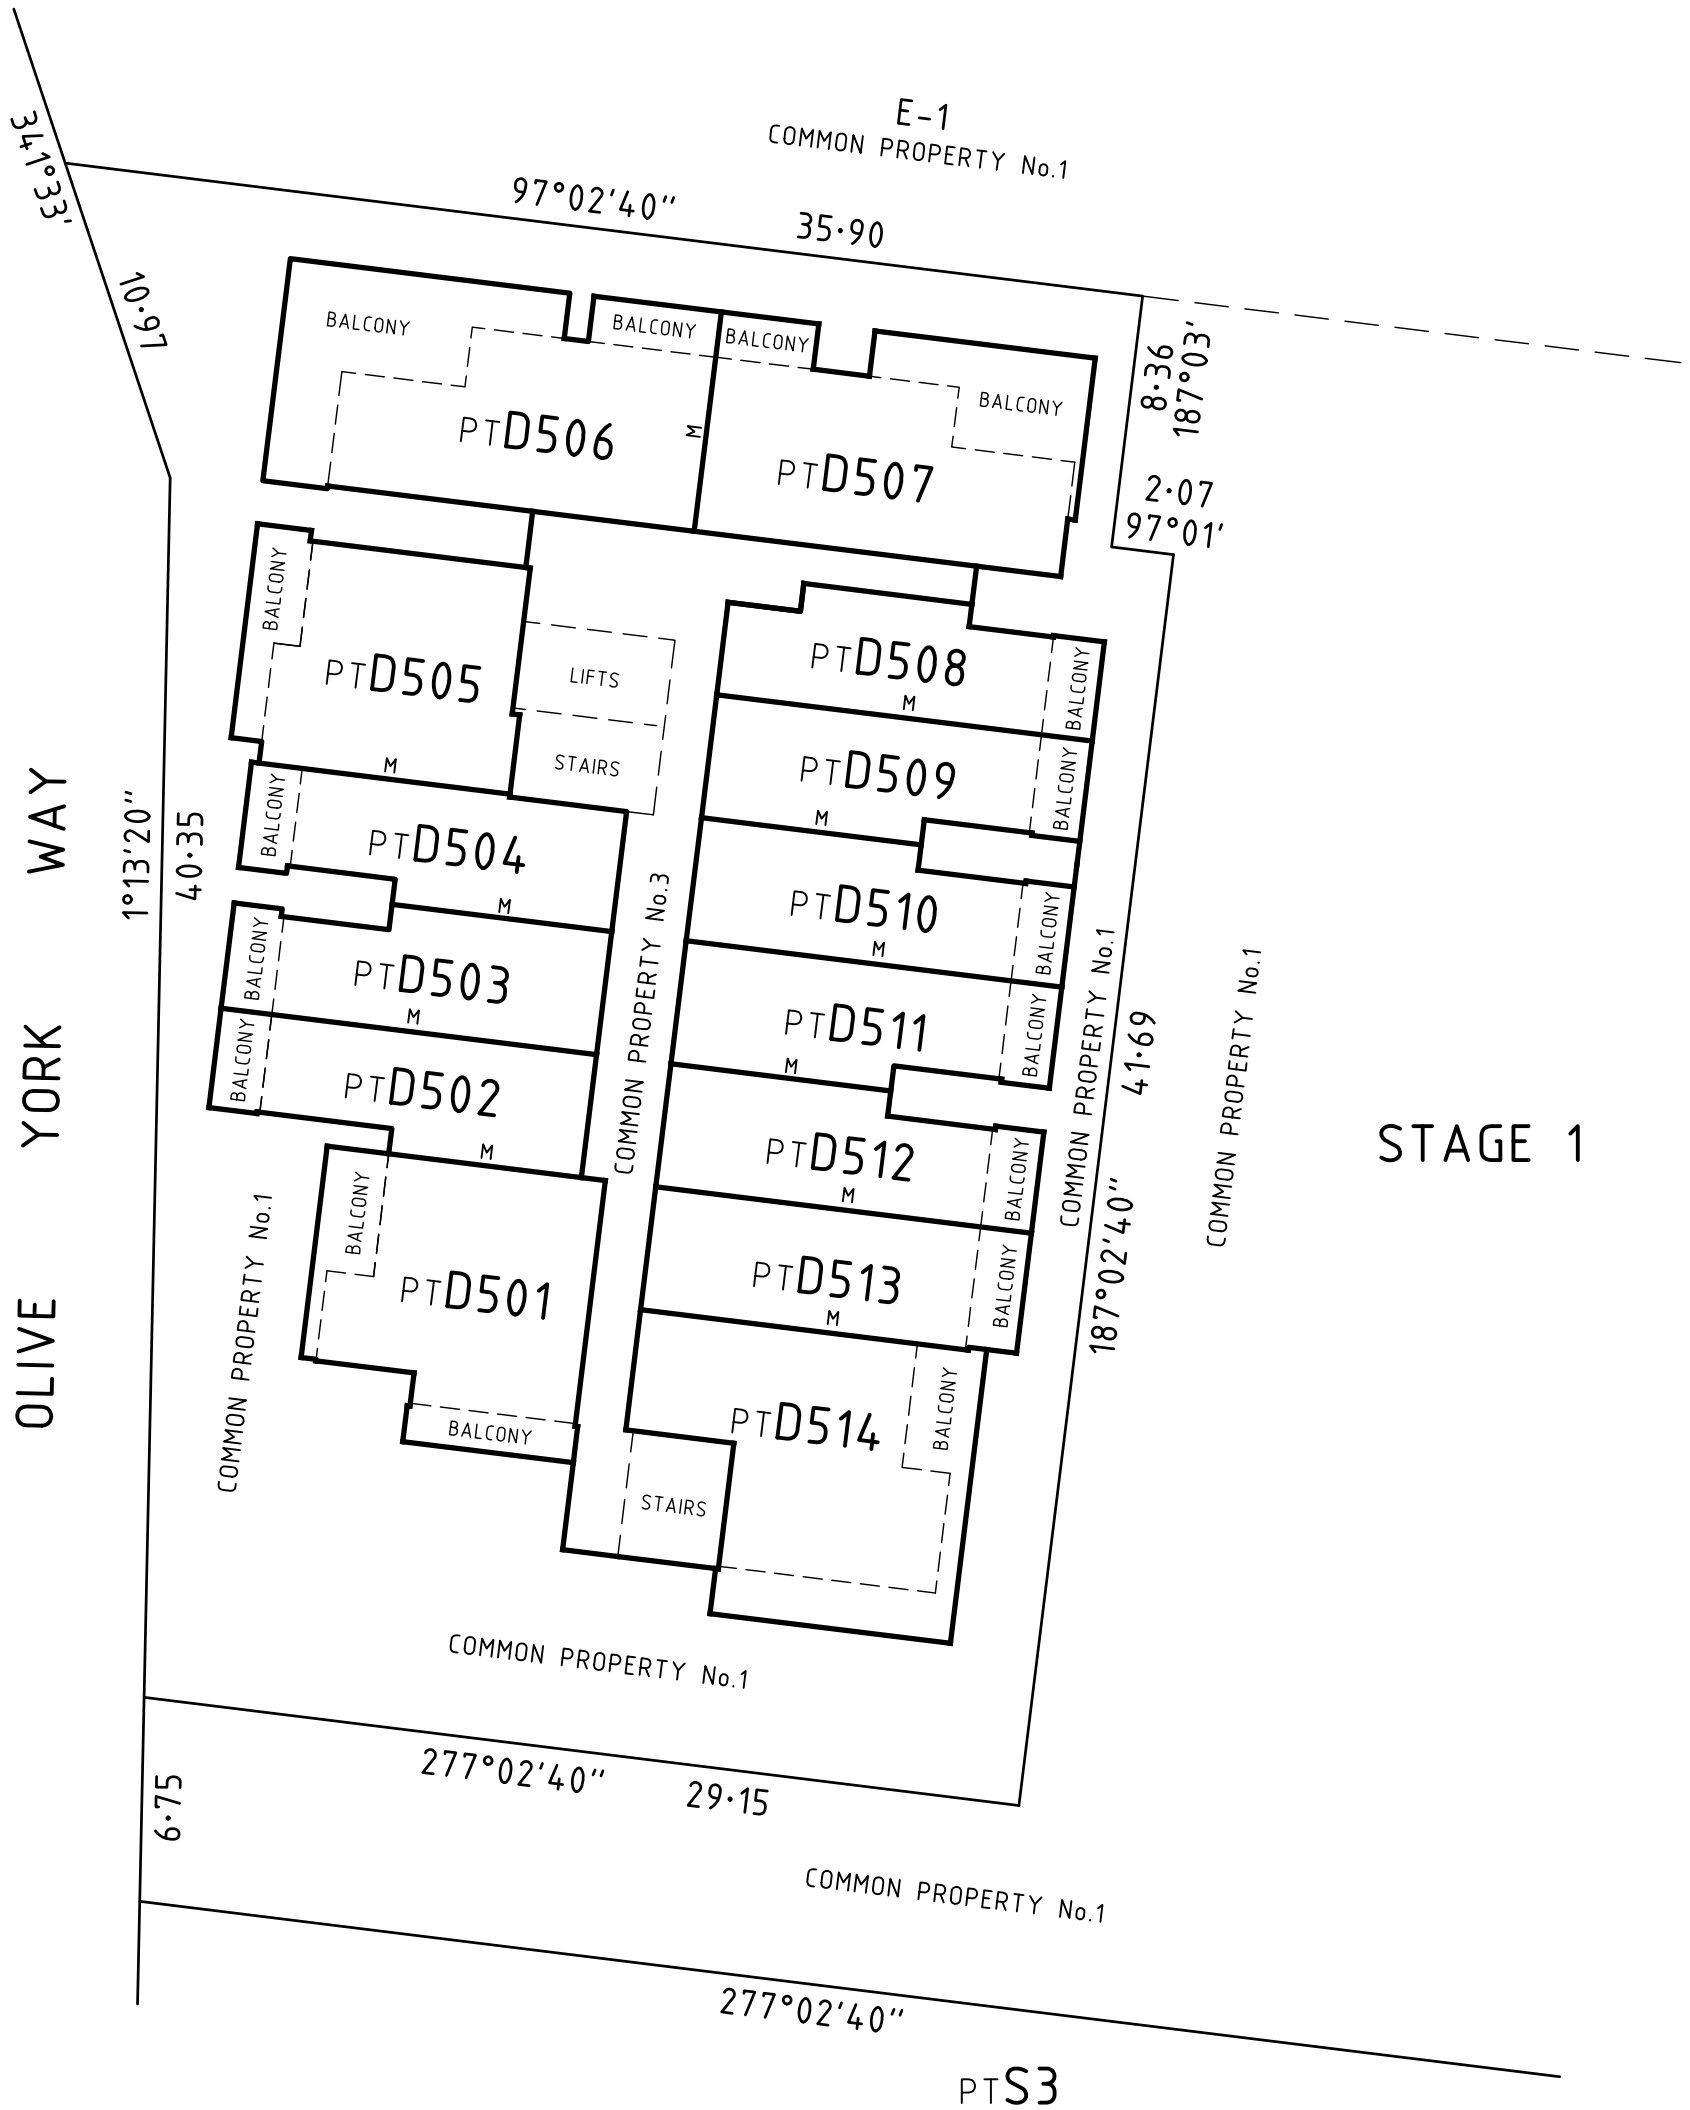 E-1
COMMON PROPERTY No.1
341°33'
97°02'40"
35·90
10·97
8·36
187°03'
2·07
97°01'
BALCONY
BALCONY
BALCONY
BALCONY
PTD506
M
PTD507
BALCONY
PTD505
LIFTS
STAIRS
M
PTD508
BALCONY
M
PTD509
BALCONY
M
BALCONY
PTD504
M
PTD510
BALCONY
M
BALCONY
PTD503
M
PTD511
BALCONY
M
BALCONY
PTD502
M
PTD512
BALCONY
M
BALCONY
PTD501
BALCONY
PTD513
BALCONY
M
PTD514
BALCONY
STAIRS
COMMON PROPERTY No.3
COMMON PROPERTY No.1
COMMON PROPERTY No.1
COMMON PROPERTY No.1
41·69
187°02'40"
STAGE 1
OLIVE YORK WAY
1°13'20"
40·35
COMMON PROPERTY No.1
277°02'40"
29·15
6·75
COMMON PROPERTY No.1
277°02'40"
PTS3